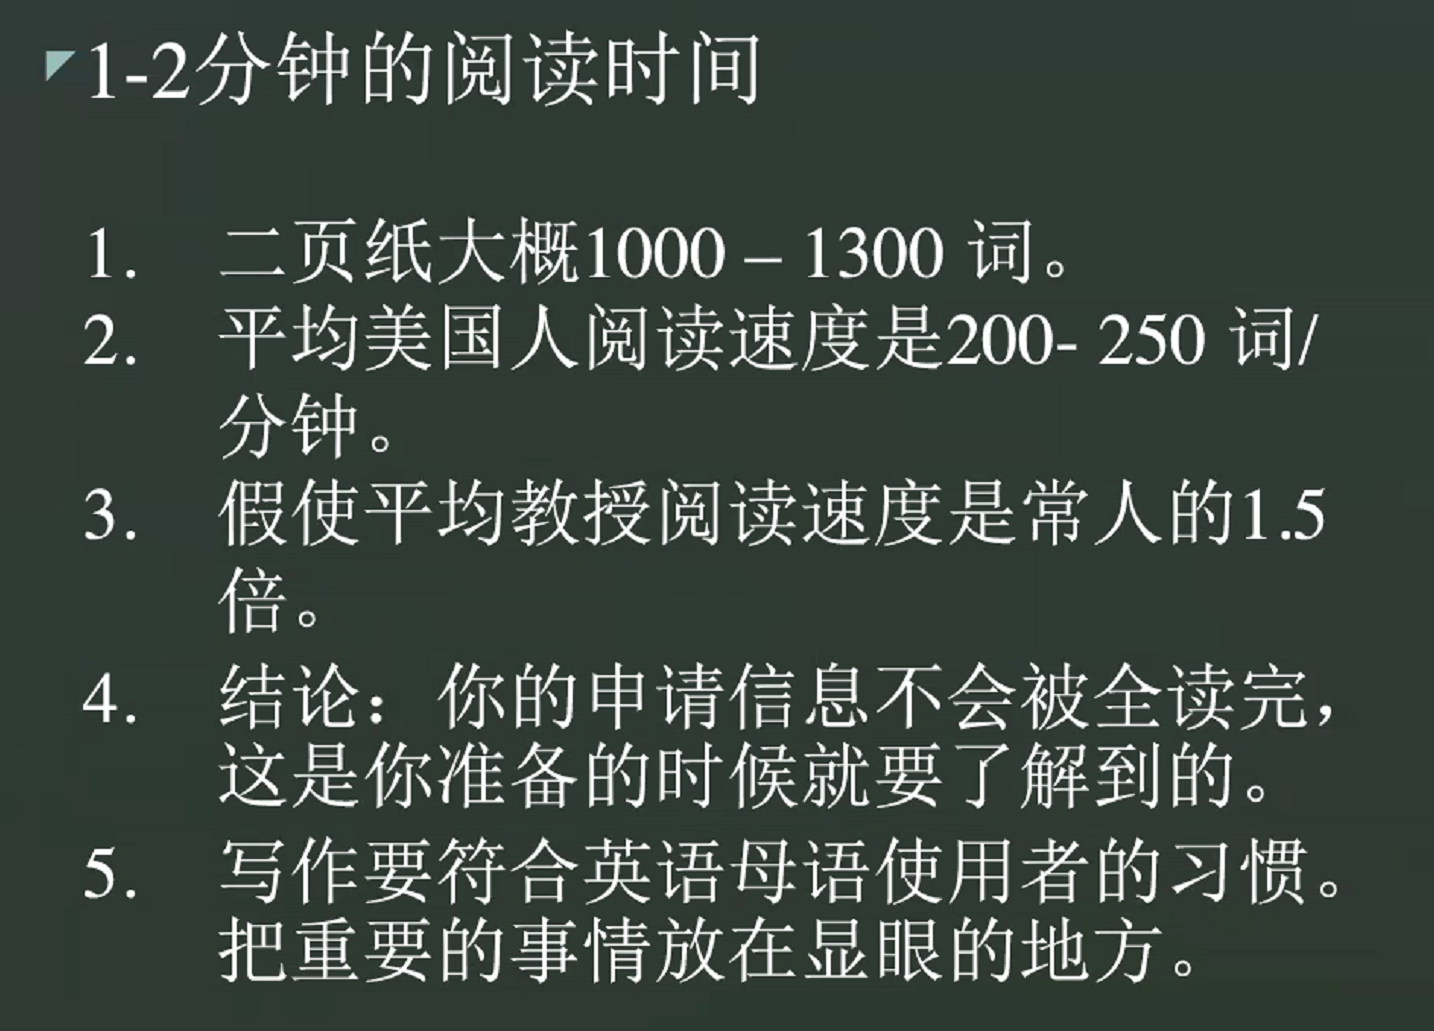 1-2分钟的阅读时间
1. 二页纸大概1000 – 1300 词。
2. 平均美国人阅读速度是200- 250 词/
分钟。
3. 假使平均教授阅读速度是常人的1.5
倍。
4. 结论：你的申请信息不会被全读完，
这是你准备的时候就要了解到的。
5. 写作要符合英语母语使用者的习惯。
把重要的事情放在显眼的地方。